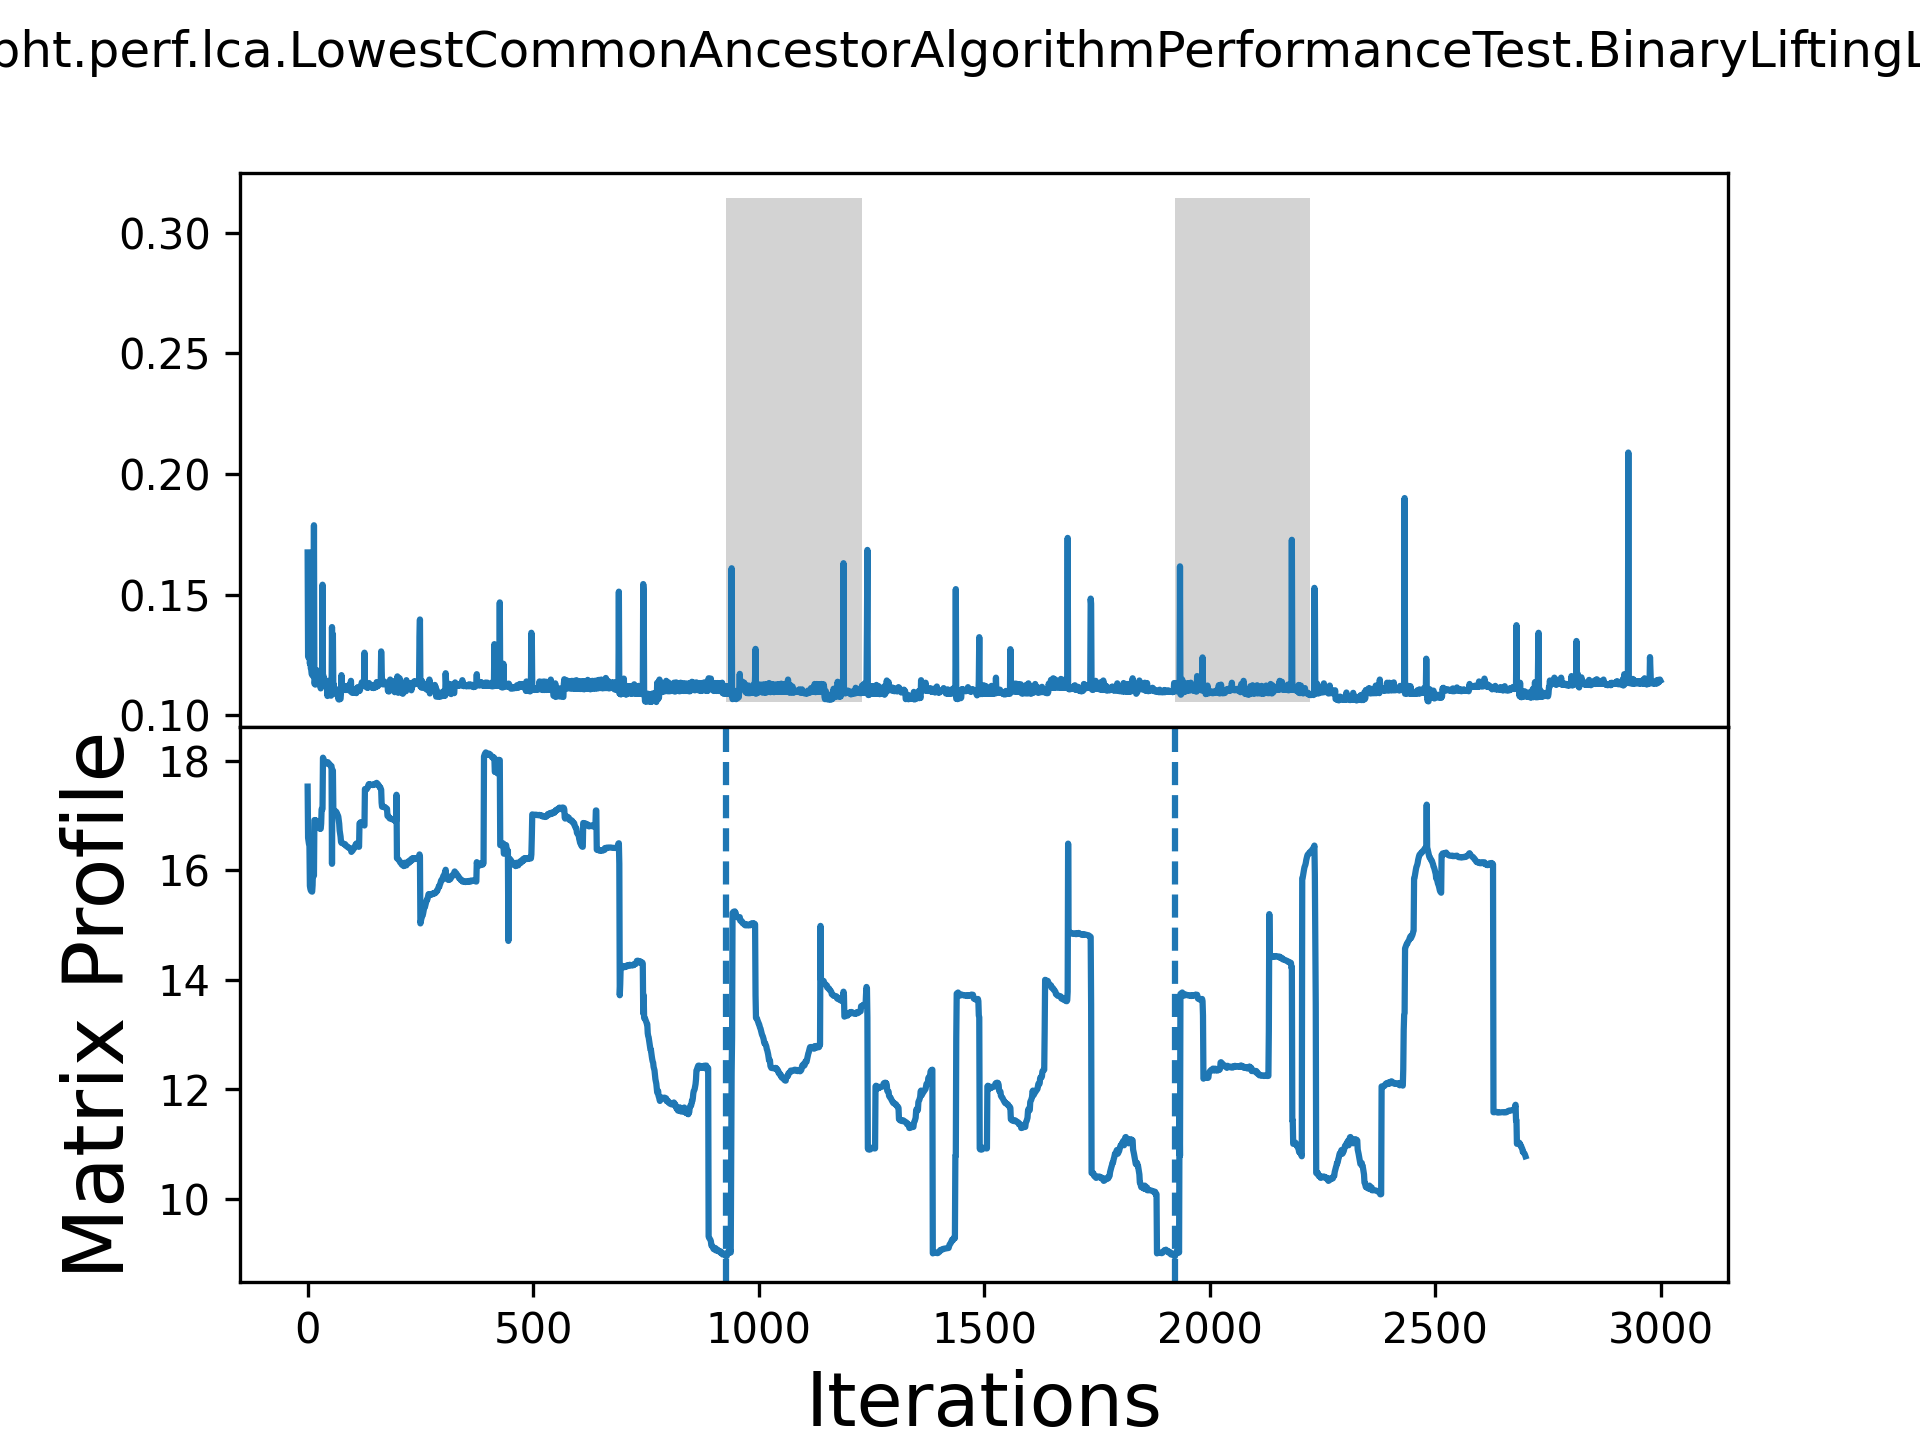 pht.perf.lca.LowestCommonAncestorAlgorithmPerformanceTest.BinaryLiftingL
0.30
0.25
0.20
0.15
0.10
18
16
14
12
10
Matrix Profile
0 500 1000 1500 2000 2500 3000
Iterations